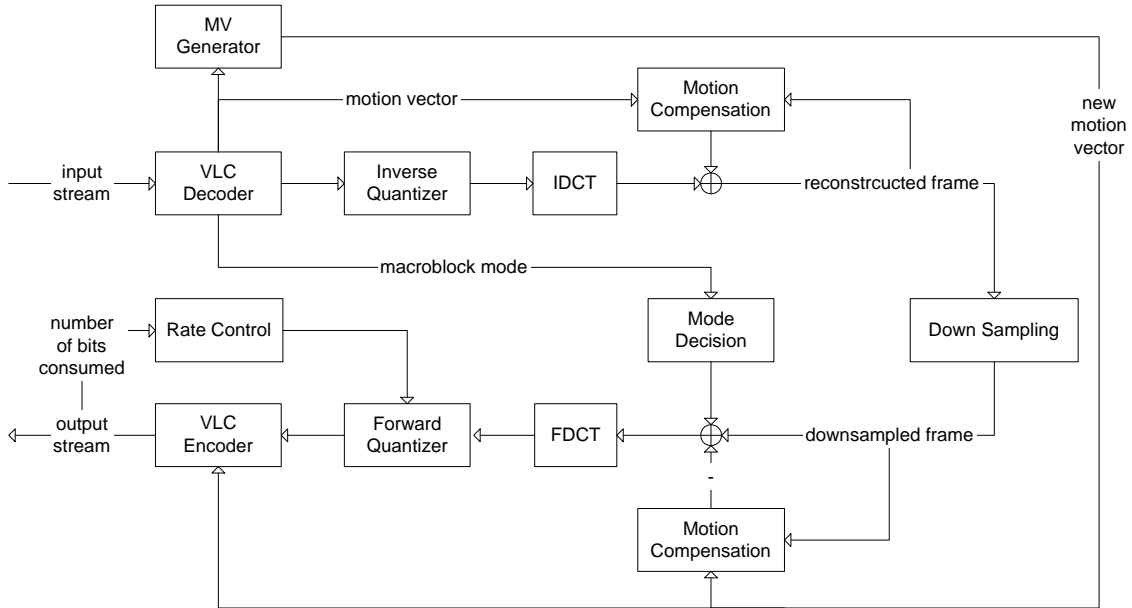 MV
Generator
motion vector
Motion
Compensation
new
motion
vector
input
stream
VLC
Decoder
Inverse
Quantizer
IDCT
reconstrcucted frame
macroblock mode
number
of bits
consumed
Rate Control
Mode
Decision
Down Sampling
output
stream
VLC
Encoder
Forward
Quantizer
FDCT
downsampled frame
-
Motion
Compensation